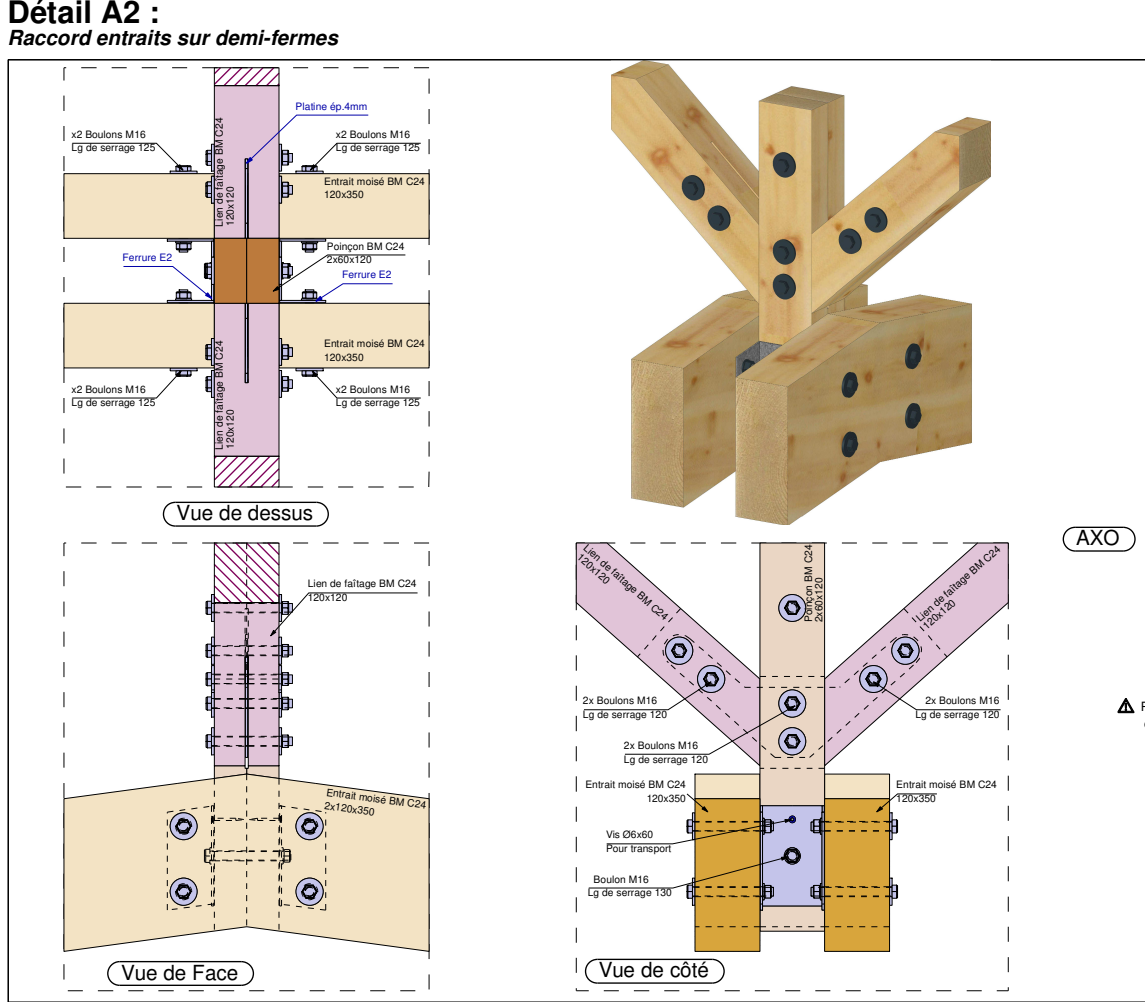 Détail A2 :
Raccord entraits sur demi-fermes
Platine ép.4mm
x2 Boulons M16
Lg de serrage 125
x2 Boulons M16
Lg de serrage 125
Lien de faîtage BM C24
120x120
Entrait moisé BM C24
120x350
Ferrure E2
Poinçon BM C24
2x60x120
Ferrure E2
Entrait moisé BM C24
120x350
Lien de faîtage BM C24
120x120
x2 Boulons M16
Lg de serrage 125
x2 Boulons M16
Lg de serrage 125
Vue de dessus
AXO
Lien de faîtage BM C24
120x120
Entrait moisé BM C24
2x120x350
Vue de Face
Lien de faîtage BM C24
120x120
Poinçon BM C24
2x60x120
Lien de faîtage BM C24
120x120
2x Boulons M16
Lg de serrage 120
2x Boulons M16
Lg de serrage 120
2x Boulons M16
Lg de serrage 120
Entrait moisé BM C24
120x350
Entrait moisé BM C24
120x350
Vis Ø6x60
Pour transport
Boulon M16
Lg de serrage 130
Vue de côté